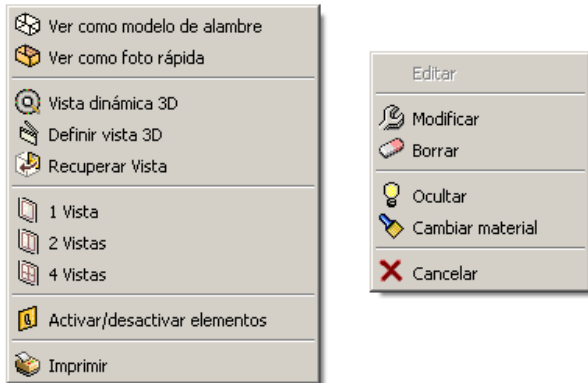 Ver como modelo de alambre
Ver como foto rápida
Vista dinámica 3D
Definir vista 3D
Recuperar Vista
1 Vista
2 Vistas
4 Vistas
Activar/desactivar elementos
Imprimir
Editar
Modificar
Borrar
Ocultar
Cambiar material
Cancelar